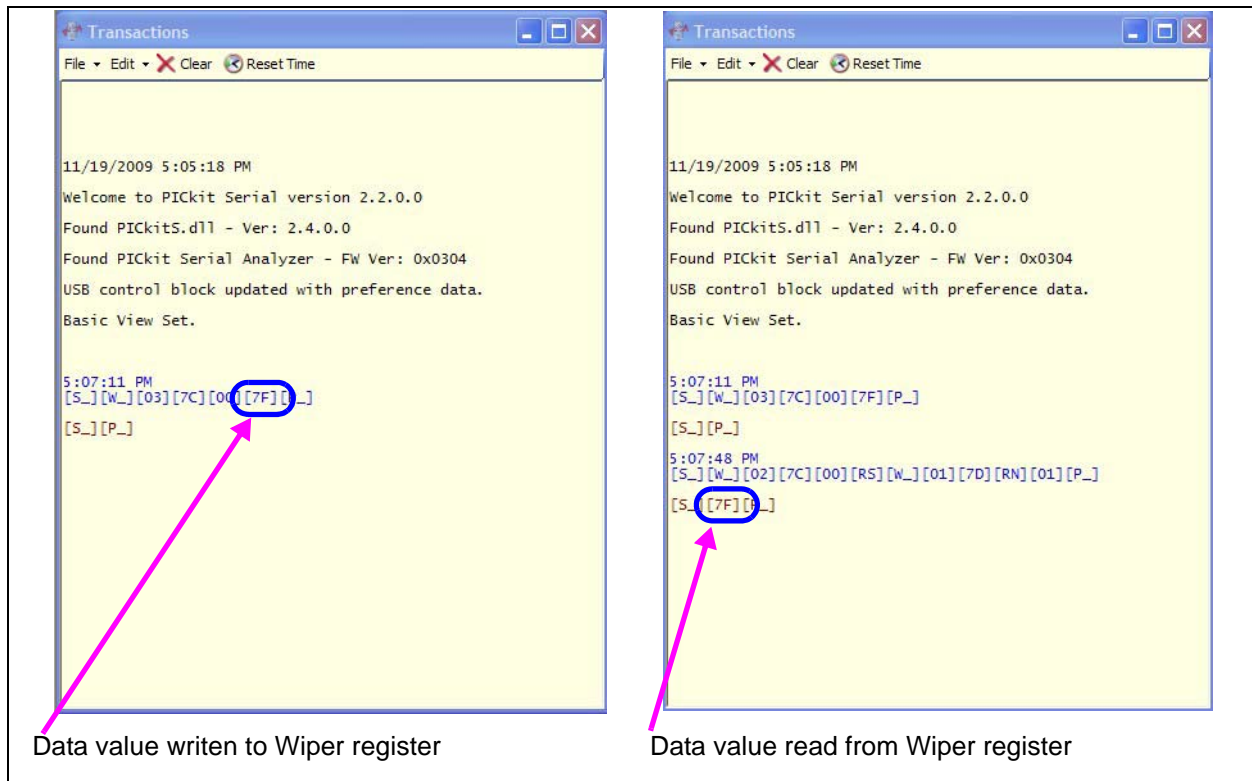 Transactions
File Edit Clear Reset Time
11/19/2009 5:05:18 PM
Welcome to PICkit Serial version 2.2.0.0
Found PICkitS.dll - Ver: 2.4.0.0
Found PICkit Serial Analyzer - FW Ver: 0x0304
USB control block updated with preference data.
Basic View Set.
5:07:11 PM
[S_][W_][03][7C][00][7F][P_]
[S_][P_]
Data value writen to Wiper register
Transactions
File Edit Clear Reset Time
11/19/2009 5:05:18 PM
Welcome to PICkit Serial version 2.2.0.0
Found PICkitS.dll - Ver: 2.4.0.0
Found PICkit Serial Analyzer - FW Ver: 0x0304
USB control block updated with preference data.
Basic View Set.
5:07:11 PM
[S_][W_][03][7C][00][7F][P_]
[S_][P_]
5:07:48 PM
[S_][W_][02][7C][00][RS][W_][01][7D][RN][01][P_]
[S_][7F][P_]
Data value read from Wiper register